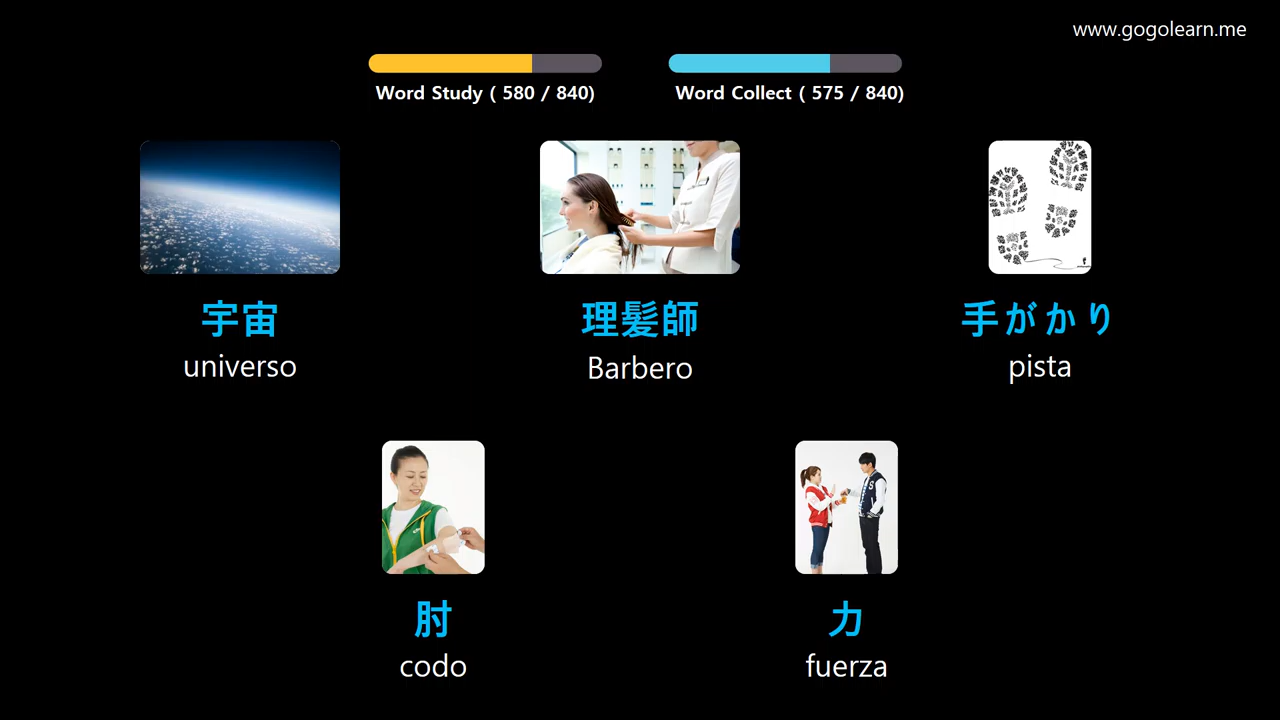 www.gogolearn.me
Word Study ( 580 / 840)
Word Collect ( 575 / 840)
宇宙
universo
理髪師
Barbero
手がかり
pista
肘
codo
力
fuerza